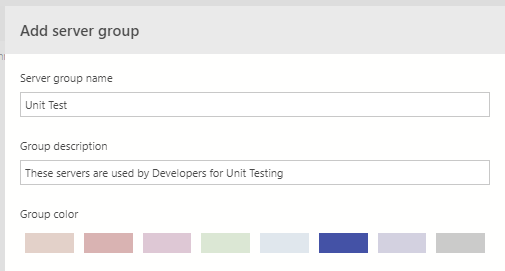 Add server group
Server group name
Unit Test
Group description
These servers are used by Developers for Unit Testing
Group color